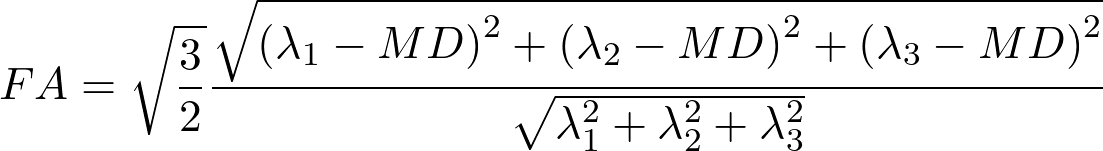 FA = \sqrt{\frac{3}{2}} \frac{\sqrt{(\lambda_1 - MD)^2 + (\lambda_2 - MD)^2 + (\lambda_3 - MD)^2}}{\sqrt{\lambda_1^2 + \lambda_2^2 + \lambda_3^2}}